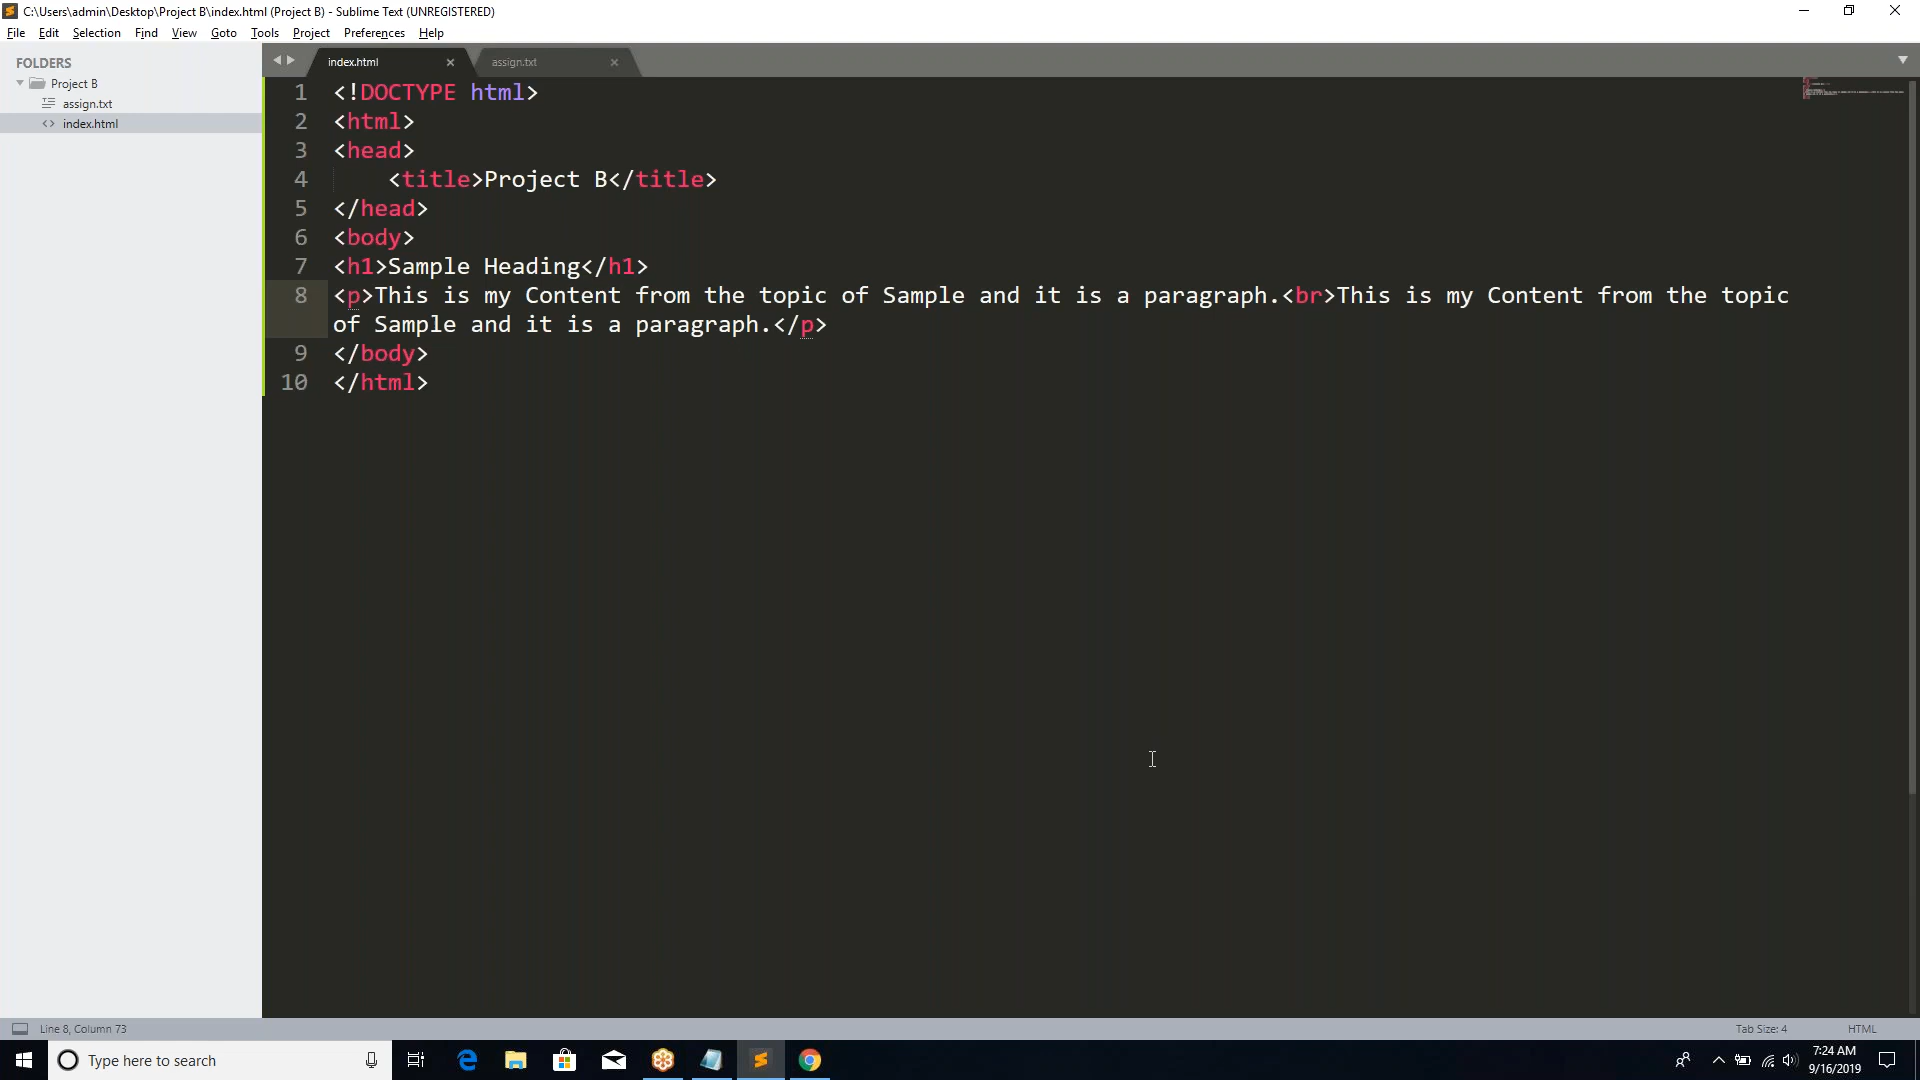 C:\Users\admin\Desktop\Project B\index.html (Project B) - Sublime Text (UNREGISTERED)
File Edit Selection Find View Goto Tools Project Preferences Help
FOLDERS
Project B
assign.txt
index.html
index.html
assign.txt
1 <!DOCTYPE html>
2 <html>
3 <head>
4 <title>Project B</title>
5 </head>
6 <body>
7 <h1>Sample Heading</h1>
8 <p>This is my Content from the topic of Sample and it is a paragraph.<br>This is my Content from the topic
of Sample and it is a paragraph.</p>
9 </body>
10 </html>
Line 8, Column 73
Tab Size: 4
HTML
Type here to search
7:24 AM
9/16/2019